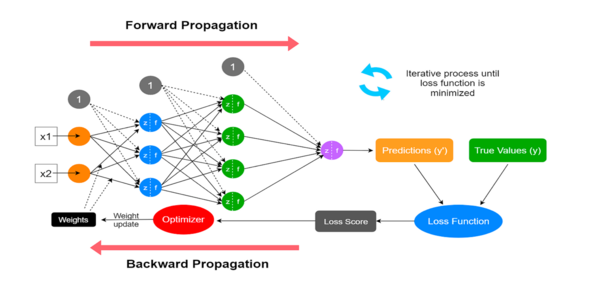 Forward Propagation
1
1
1
Iterative process until
loss function is
minimized
x1
x2
z f
z f
z f
z f
z f
z f
z f
z f
Predictions (y')
True Values (y)
Weights
Weight
update
Optimizer
Loss Score
Loss Function
Backward Propagation